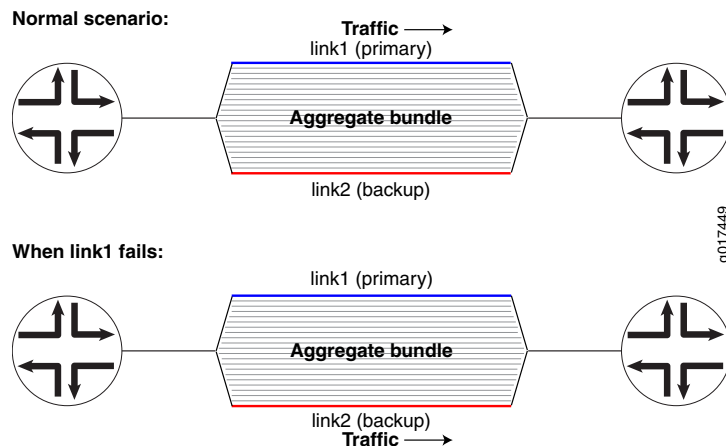 Normal scenario:
Traffic
link1 (primary)
Aggregate bundle
link2 (backup)
g017449
When link1 fails:
link1 (primary)
Aggregate bundle
link2 (backup)
Traffic